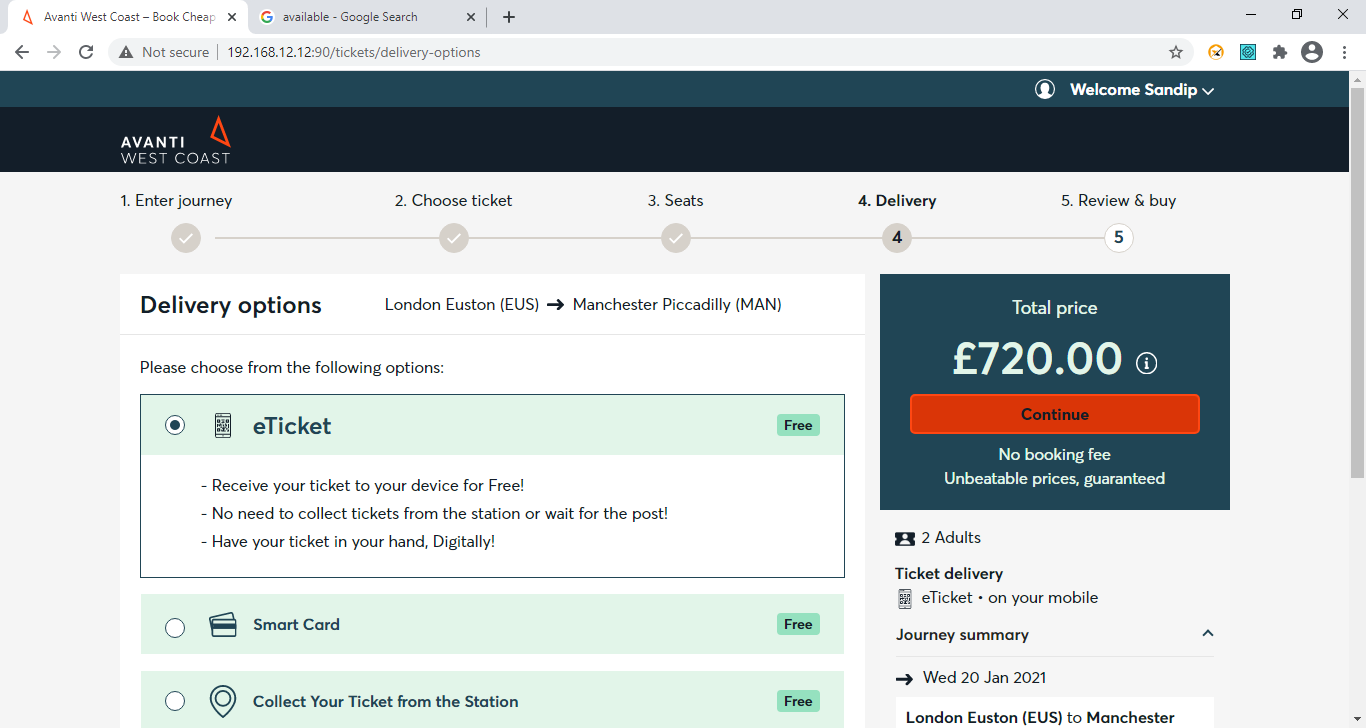 Avanti West Coast – Book Cheap
available - Google Search
Not secure
192.168.12.12:90/tickets/delivery-options
Welcome Sandip
AVANTI
WEST COAST
1. Enter journey
2. Choose ticket
3. Seats
4. Delivery
5. Review & buy
4
5
Delivery options
London Euston (EUS) → Manchester Piccadilly (MAN)
Please choose from the following options:
eTicket
Free
- Receive your ticket to your device for Free!
- No need to collect tickets from the station or wait for the post!
- Have your ticket in your hand, Digitally!
Smart Card
Free
Collect Your Ticket from the Station
Free
Total price
£720.00
Continue
No booking fee
Unbeatable prices, guaranteed
2 Adults
Ticket delivery
eTicket • on your mobile
Journey summary
→ Wed 20 Jan 2021
London Euston (EUS) to Manchester